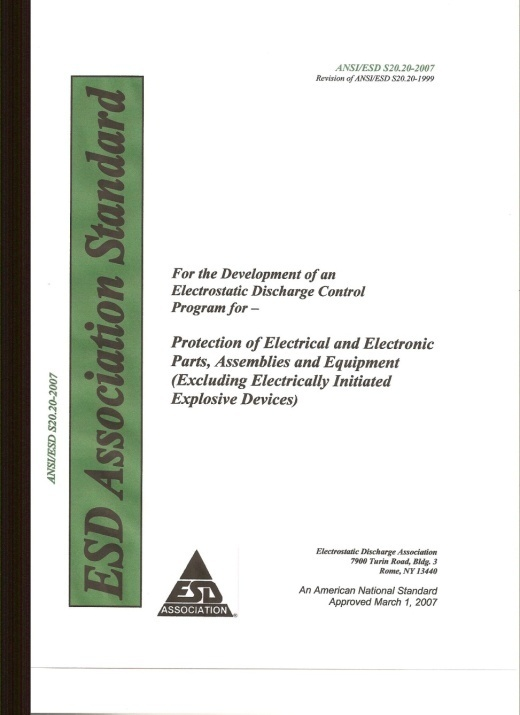 ANSI/ESD S20.20-2007
Revision of ANSI/ESD S20.20-1999
ESD Association Standard
ANSI/ESD S20.20-2007
For the Development of an
Electrostatic Discharge Control
Program for –
Protection of Electrical and Electronic
Parts, Assemblies and Equipment
(Excluding Electrically Initiated
Explosive Devices)
ESD
ASSOCIATION
Electrostatic Discharge Association
7900 Turin Road, Bldg. 3
Rome, NY 13440
An American National Standard
Approved March 1, 2007